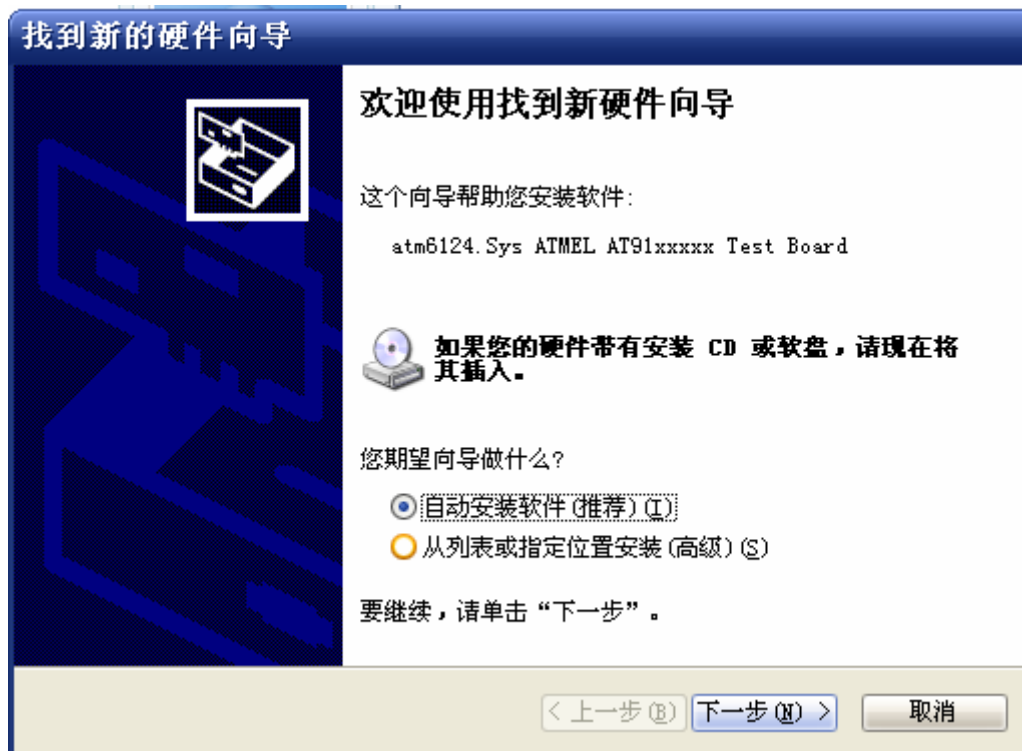 找到新的硬件向导
欢迎使用找到新硬件向导
这个向导帮助您安装软件:
atm6124.Sys ATMEL AT91xxxxx Test Board
如果您的硬件带有安装 CD 或软盘，请现在将
其插入。
您期望向导做什么?
自动安装软件(推荐)(I)
从列表或指定位置安装(高级)(S)
要继续，请单击“下一步”。
< 上一步(B) 下一步(N) > 取消